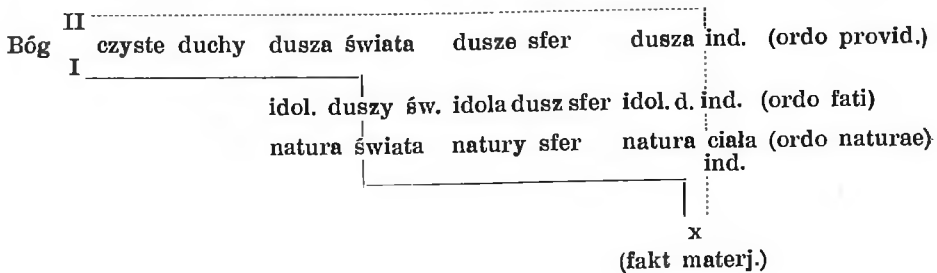 II
Bóg czyste duchy dusza świata dusze sfer dusza ind. (ordo provid.)
I
idol. duszy św. idola dusz sfer idol. d. ind. (ordo fati)
natura świata natury sfer natura ciała (ordo naturae)
ind.
x
(fakt materj.)